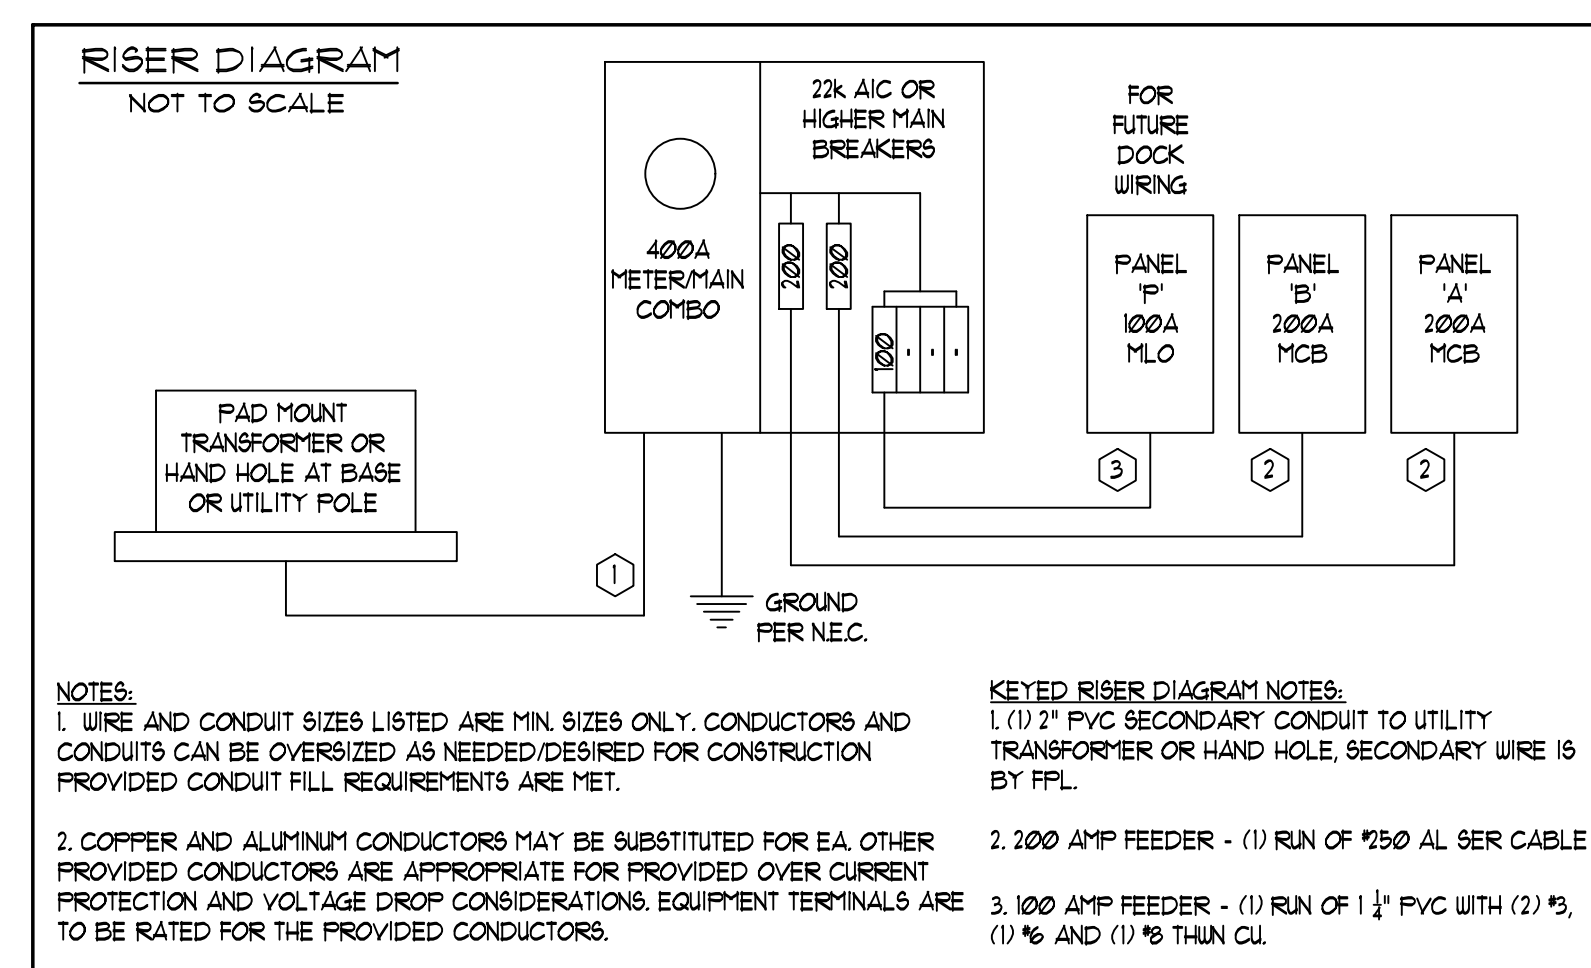 RISER DIAGRAM
NOT TO SCALE
22k AIC OR
HIGHER MAIN
BREAKERS
FOR
FUTURE
DOCK
WIRING
400A
METER/MAIN
COMBO
200
200
100
-
-
-
PANEL
'P'
100A
MLO
PANEL
'B'
200A
MCB
PANEL
'A'
200A
MCB
PAD MOUNT
TRANSFORMER OR
HAND HOLE AT BASE
OR UTILITY POLE
3
2
2
1
GROUND
PER N.E.C.
NOTES:
1. WIRE AND CONDUIT SIZES LISTED ARE MIN. SIZES ONLY. CONDUCTORS AND
CONDUITS CAN BE OVERSIZED AS NEEDED/DESIRED FOR CONSTRUCTION
PROVIDED CONDUIT FILL REQUIREMENTS ARE MET.
2. COPPER AND ALUMINUM CONDUCTORS MAY BE SUBSTITUTED FOR EA. OTHER
PROVIDED CONDUCTORS ARE APPROPRIATE FOR PROVIDED OVER CURRENT
PROTECTION AND VOLTAGE DROP CONSIDERATIONS. EQUIPMENT TERMINALS ARE
TO BE RATED FOR THE PROVIDED CONDUCTORS.
KEYED RISER DIAGRAM NOTES:
1. (1) 2" PVC SECONDARY CONDUIT TO UTILITY
TRANSFORMER OR HAND HOLE, SECONDARY WIRE IS
BY FPL.
2. 200 AMP FEEDER - (1) RUN OF #250 AL SER CABLE
3. 100 AMP FEEDER - (1) RUN OF 1 1/4" PVC WITH (2) #3,
(1) #6 AND (1) #8 THWN CU.